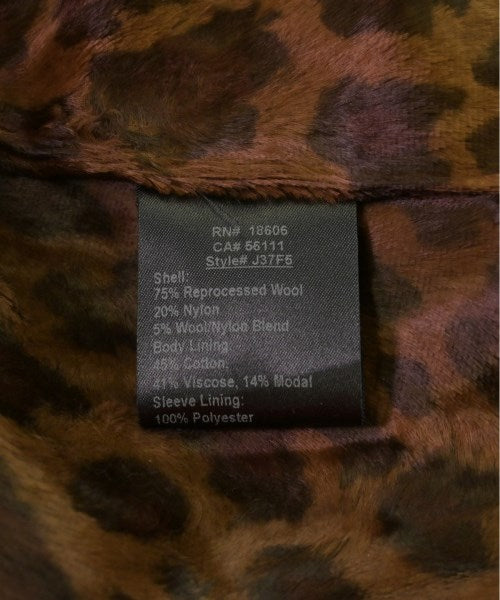 RN# 18606
CA# 56111
Style# J37F6
Shell:
75% Reprocessed Wool
20% Nylon
5% Wool/Nylon Blend
Body Lining:
45% Cotton,
41% Viscose, 14% Modal
Sleeve Lining:
100% Polyester